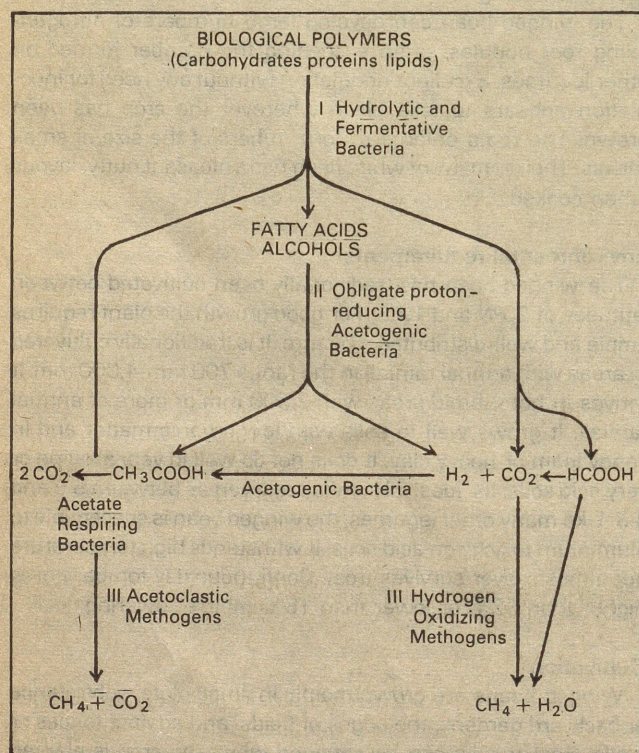 BIOLOGICAL POLYMERS
(Carbohydrates proteins lipids)
I Hydrolytic and
Fermentative
Bacteria
FATTY ACIDS
ALCOHOLS
II Obligate proton-
reducing
Acetogenic
Bacteria
2CO₂ ← CH₃COOH ← H₂ + CO₂ ← HCOOH
Acetogenic Bacteria
Acetate
Respiring
Bacteria
III Acetoclastic
Methogens
III Hydrogen
Oxidizing
Methogens
CH₄ + CO₂
CH₄ + H₂O